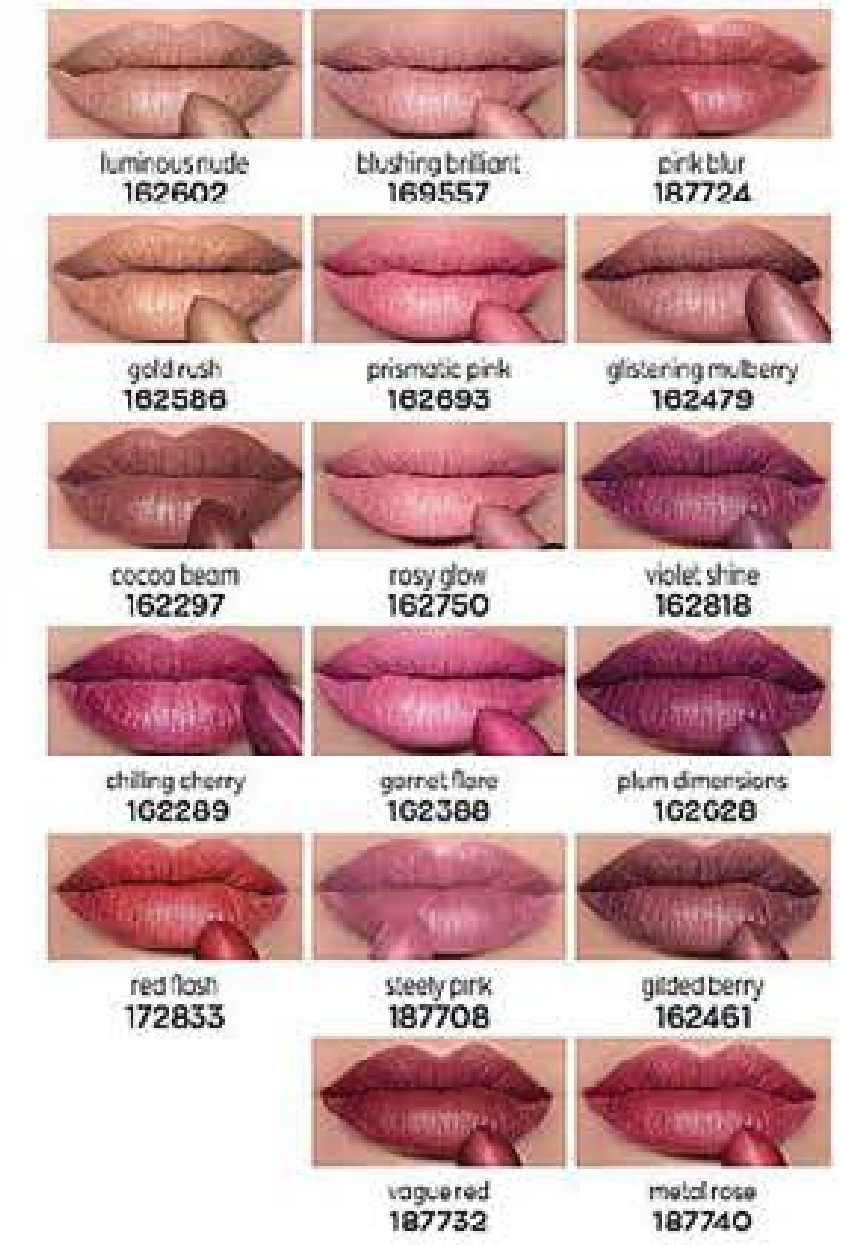 luminous nude
162602
blushing brilliant
169557
pink blur
187724
gold rush
162586
prismatic pink
162693
glistening mulberry
162479
cocoa beam
162297
rosy glow
162750
violet shine
162818
chilling cherry
162289
garnet flare
162388
plum dimensions
162628
red flash
172833
steely pink
187708
gilded berry
162461
vague red
187732
metal rose
187740